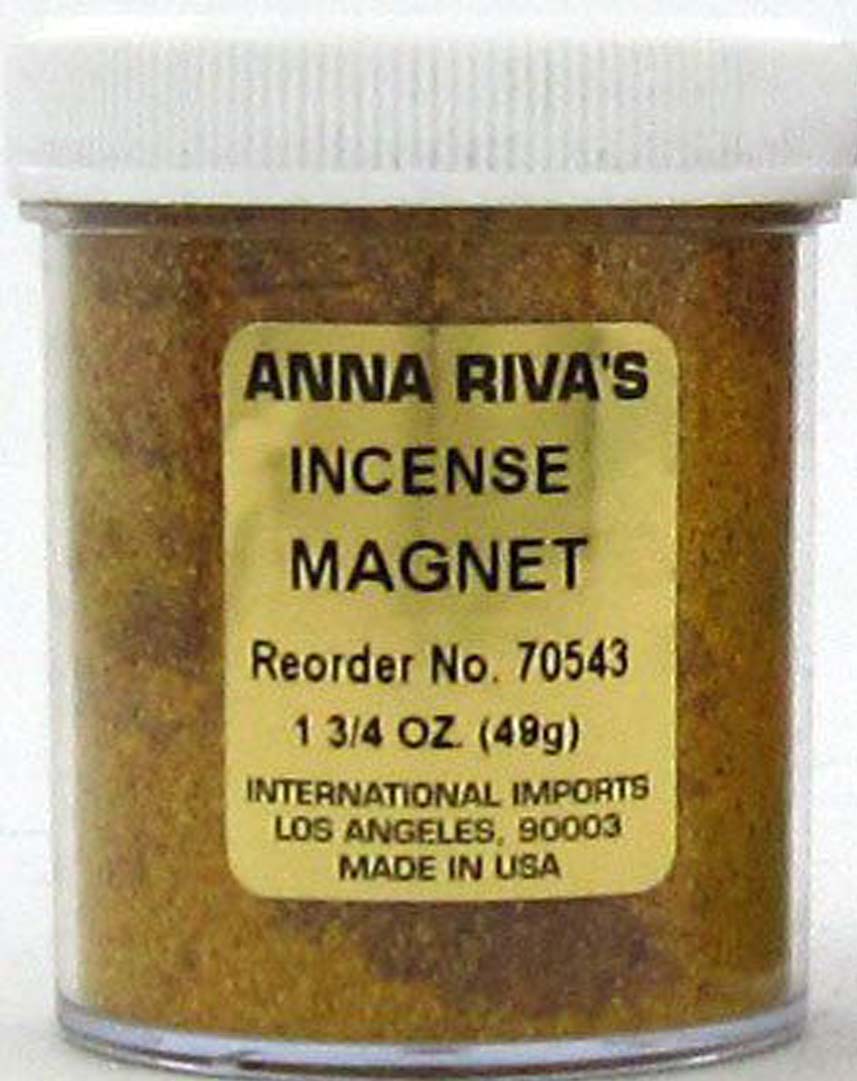 ANNA RIVA'S
INCENSE
MAGNET
Reorder No. 70543
1 3/4 OZ. (49g)
INTERNATIONAL IMPORTS
LOS ANGELES, 90003
MADE IN USA